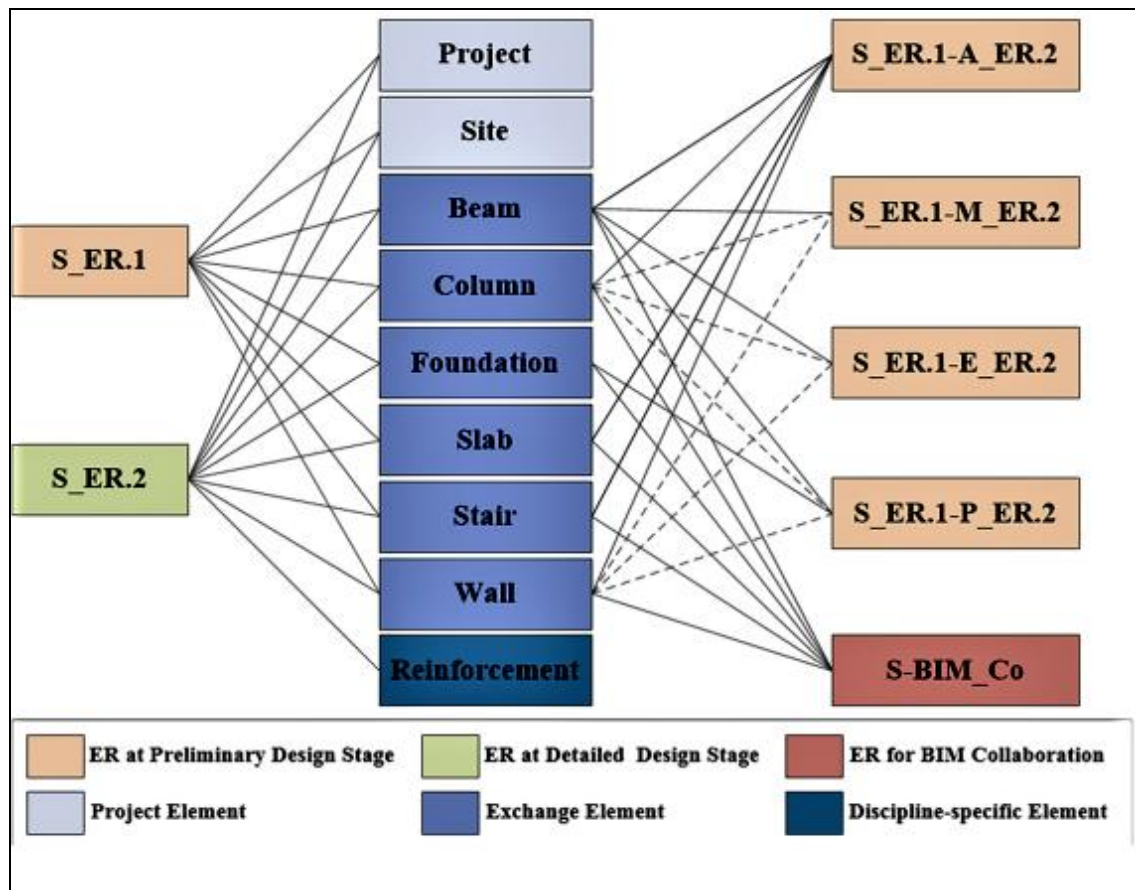 Project
S_ER.1-A_ER.2
Site
Beam
S_ER.1-M_ER.2
S_ER.1
Column
Foundation
S_ER.1-E_ER.2
Slab
S_ER.2
Stair
S_ER.1-P_ER.2
Wall
Reinforcement
S-BIM_Co
ER at Preliminary Design Stage
ER at Detailed Design Stage
ER for BIM Collaboration
Project Element
Exchange Element
Discipline-specific Element